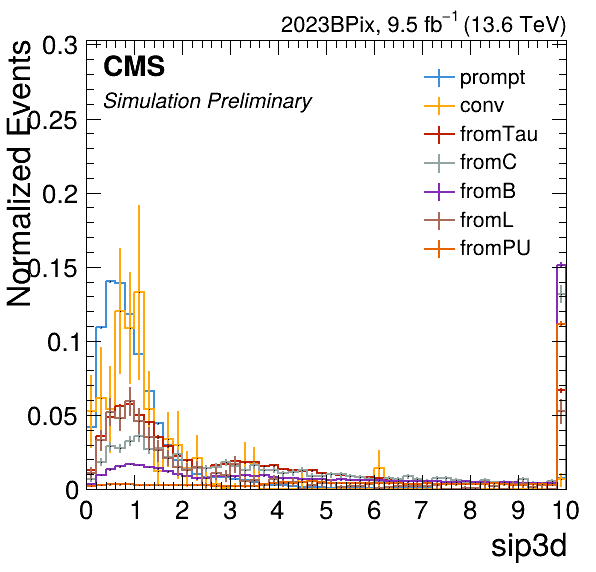 2023BPix, 9.5 fb⁻¹ (13.6 TeV)
CMS
Simulation Preliminary
Normalized Events
0.3
0.25
0.2
0.15
0.1
0.05
0
prompt
conv
fromTau
fromC
fromB
fromL
fromPU
0 1 2 3 4 5 6 7 8 9 10
sip3d